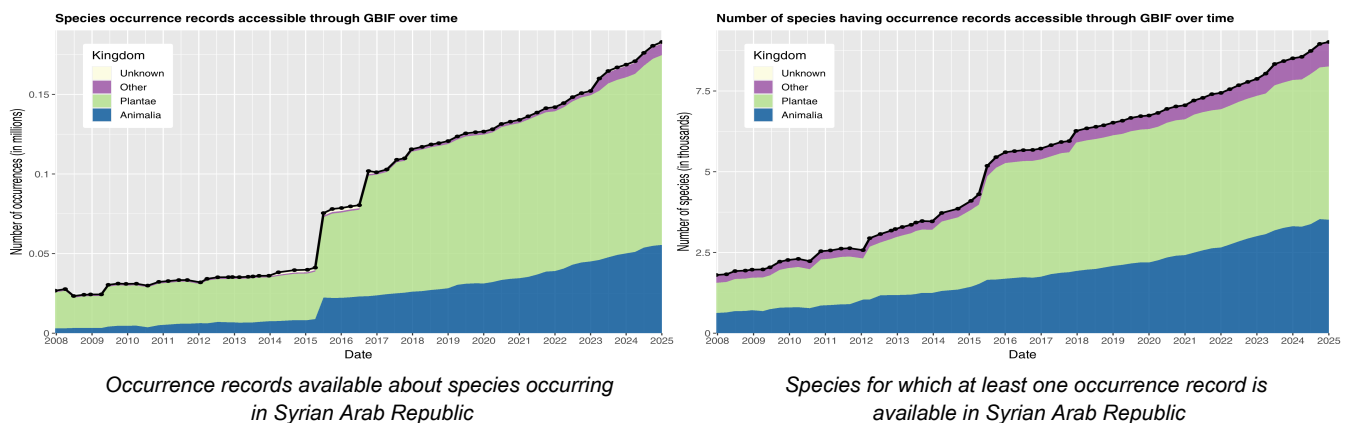 Species occurrence records accessible through GBIF over time
Number of occurrences (in millions)
0.15
0.1
0.05
0
Kingdom
Unknown
Other
Plantae
Animalia
2008 2009 2010 2011 2012 2013 2014 2015 2016 2017 2018 2019 2020 2021 2022 2023 2024 2025
Date
Occurrence records available about species occurring
in Syrian Arab Republic
Number of species having occurrence records accessible through GBIF over time
Number of species (in thousands)
7.5
5
2.5
0
Kingdom
Unknown
Other
Plantae
Animalia
2008 2009 2010 2011 2012 2013 2014 2015 2016 2017 2018 2019 2020 2021 2022 2023 2024 2025
Date
Species for which at least one occurrence record is
available in Syrian Arab Republic